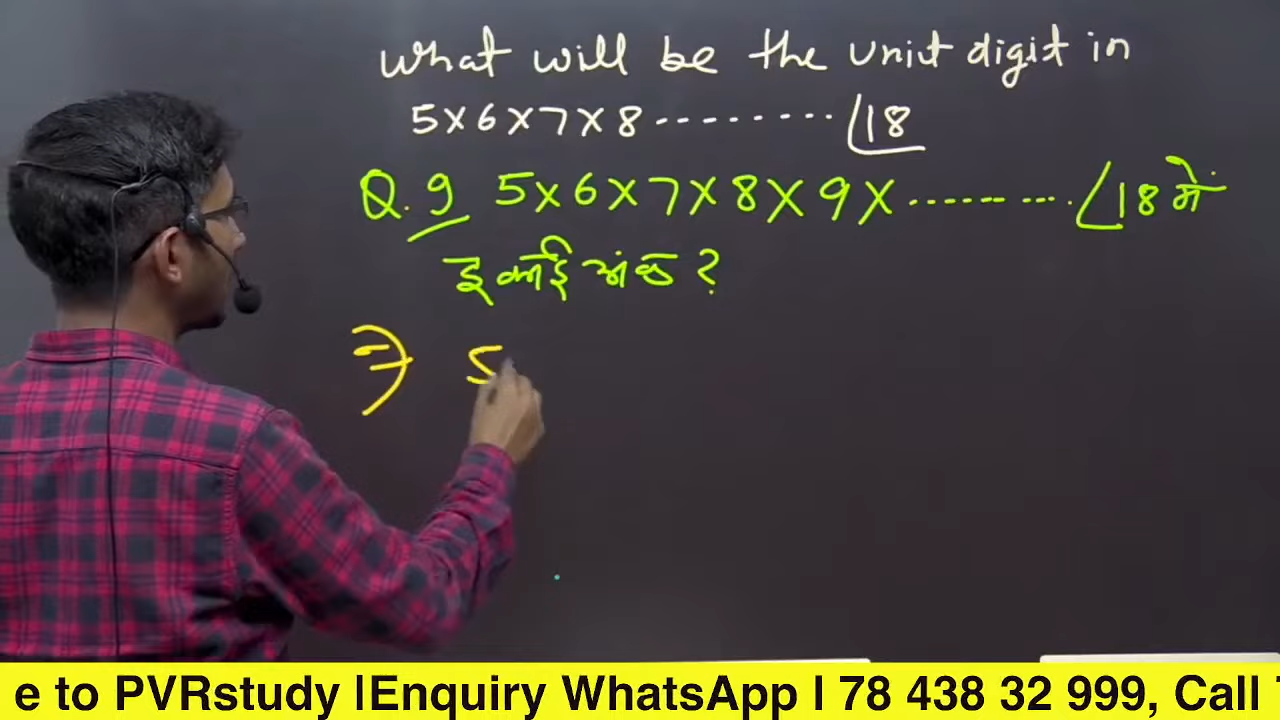 What will be the unit digit in
5×6×7×8 --------- ∠18
Q. 9 5×6×7×8×9×........... ∠18 में
इकाई अंक ?
⇒ 5
e to PVRstudy |Enquiry WhatsApp I 78 438 32 999, Call